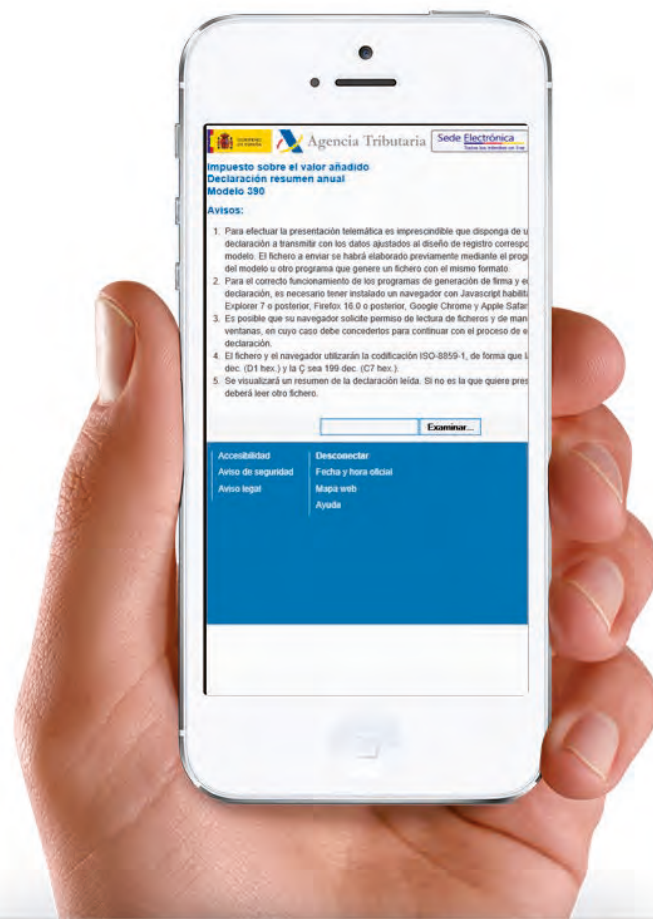 GOBIERNO DE ESPAÑA
Agencia Tributaria
Sede Electrónica
Todos los trámites on line
Impuesto sobre el valor añadido
Declaración resumen anual
Modelo 390
Avisos:
1. Para efectuar la presentación telemática es imprescindible que disponga de u
declaración a transmitir con los datos ajustados al diseño de registro correspo
modelo. El fichero a enviar se habrá elaborado previamente mediante el prog
del modelo u otro programa que genere un fichero con el mismo formato.
2. Para el correcto funcionamiento de los programas de generación de firma y e
declaración, es necesario tener instalado un navegador con Javascript habilit
Explorer 7 o posterior, Firefox 16.0 o posterior, Google Chrome y Apple Safar
3. Es posible que su navegador solicite permiso de lectura de ficheros y de man
ventanas, en cuyo caso debe concederlos para continuar con el proceso de e
declaración.
4. El fichero y el navegador utilizarán la codificación ISO-8859-1, de forma que l
dec. (D1 hex.) y la Ç sea 199 dec. (C7 hex.).
5. Se visualizará un resumen de la declaración leída. Si no es la que quiere pres
deberá leer otro fichero.
Examinar...
Accesibilidad
Aviso de seguridad
Aviso legal
Desconectar
Fecha y hora oficial
Mapa web
Ayuda